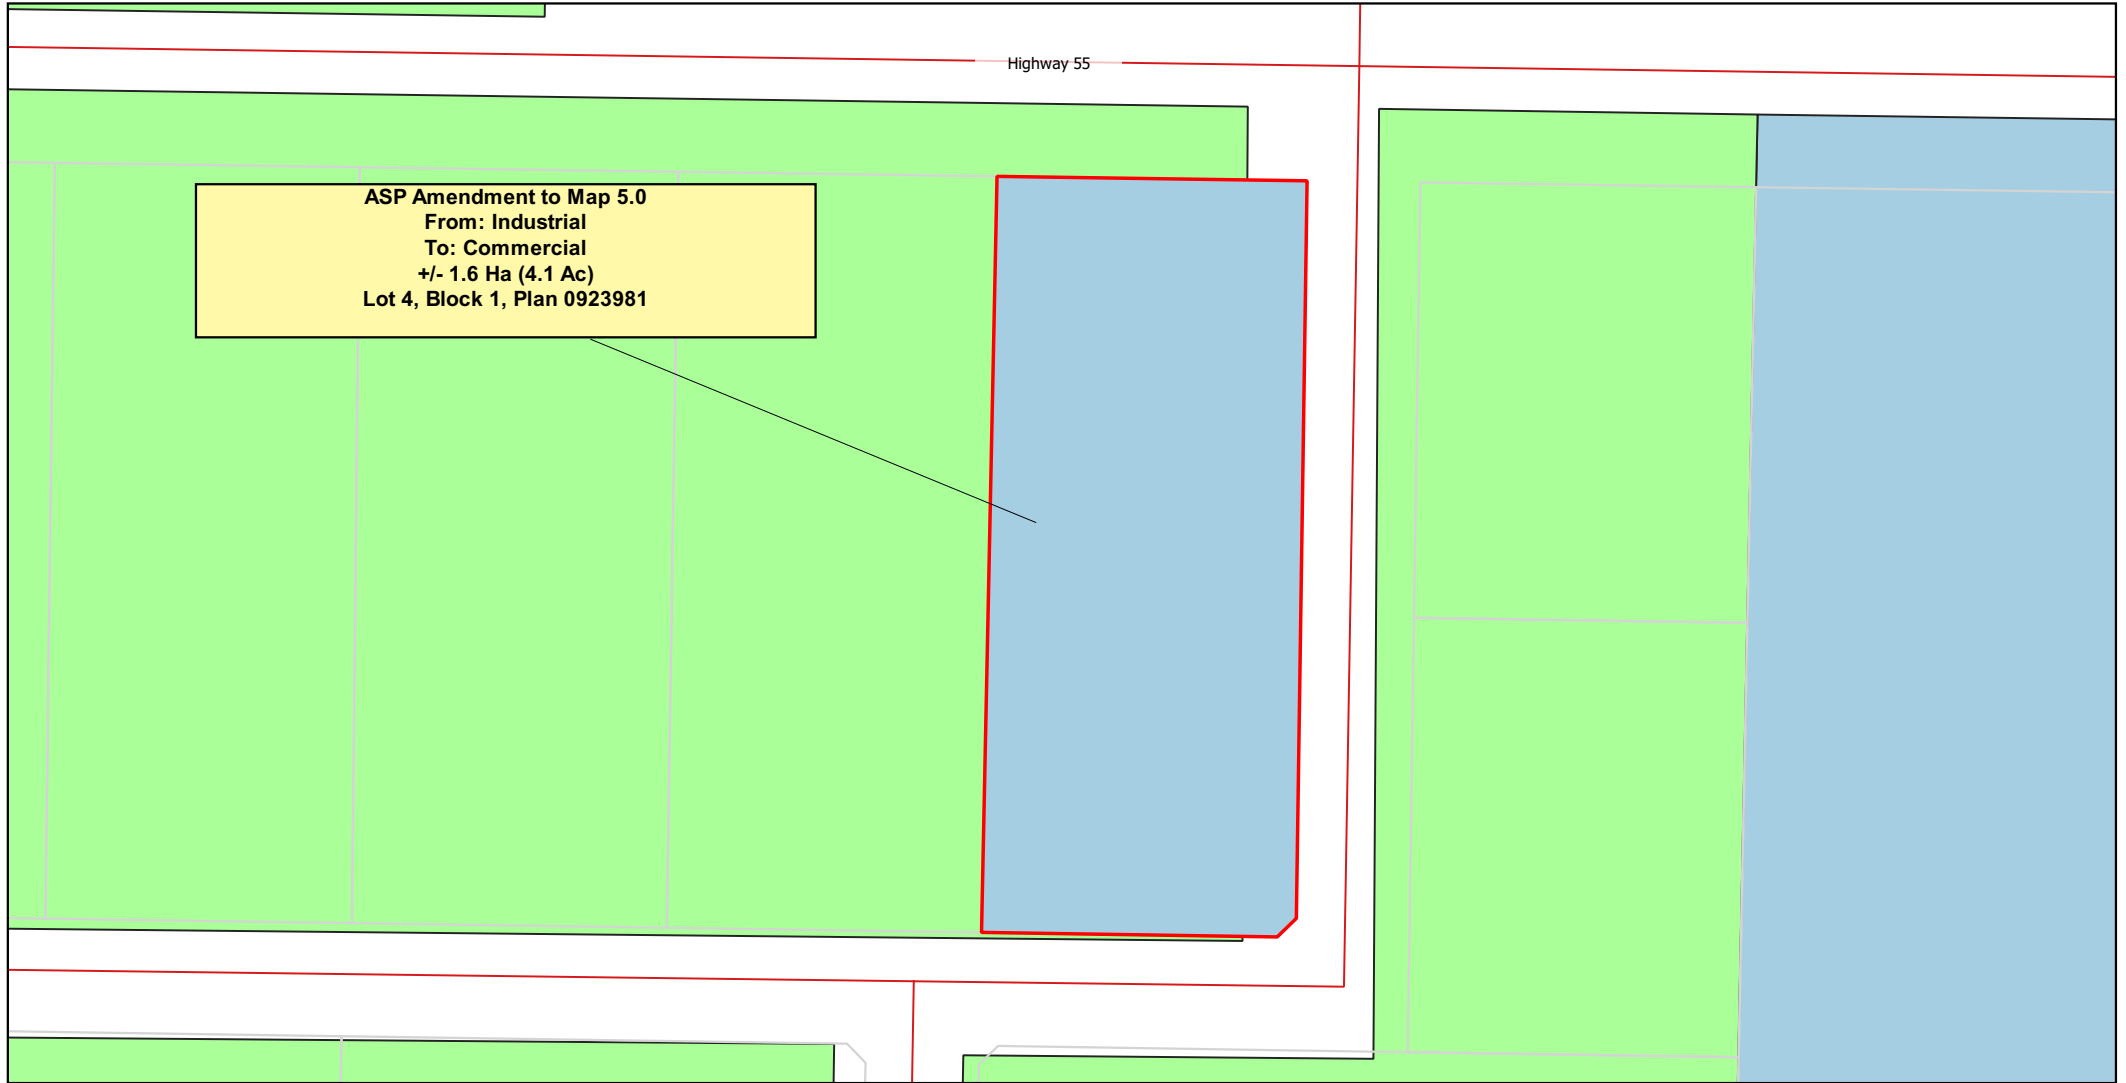 Highway 55
ASP Amendment to Map 5.0
From: Industrial
To: Commercial
+/- 1.6 Ha (4.1 Ac)
Lot 4, Block 1, Plan 0923981